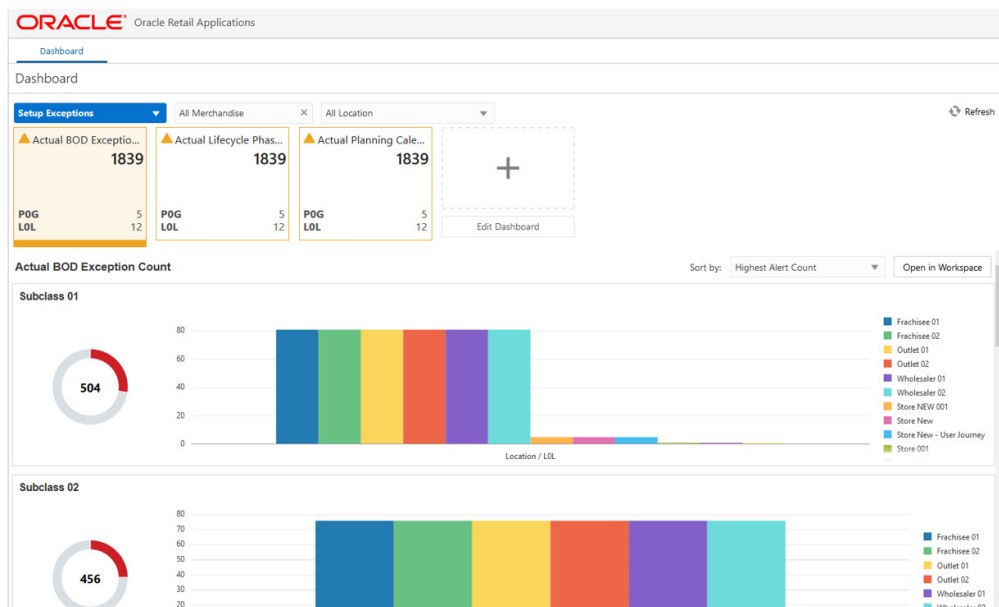 ORACLE® Oracle Retail Applications
Dashboard
Dashboard
Setup Exceptions All Merchandise × All Location Refresh
Actual BOD Exceptio... Actual Lifecycle Phas... Actual Planning Cale...
1839 1839 1839
P0G 5 P0G 5 P0G 5
L0L 12 L0L 12 L0L 12
Edit Dashboard
Actual BOD Exception Count Sort by: Highest Alert Count Open in Workspace
Subclass 01
504
80
60
40
20
0
Location / L0L
Frachisee 01
Frachisee 02
Outlet 01
Outlet 02
Wholesaler 01
Wholesaler 02
Store NEW 001
Store New
Store New - User Journey
Store 001
Subclass 02
456
80
70
60
50
40
30
20
Frachisee 01
Frachisee 02
Outlet 01
Outlet 02
Wholesaler 01